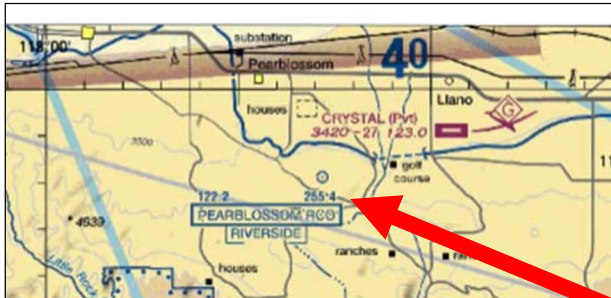 substation
118°00'
Pearblossom
40
Llano
houses
CRYSTAL (Pvt)
3420 - 27 123.0
G
3500
golf
course
122.2 255.4
PEARBLOSSOM RCO
RIVERSIDE
4939
ranches
Little Rock
houses